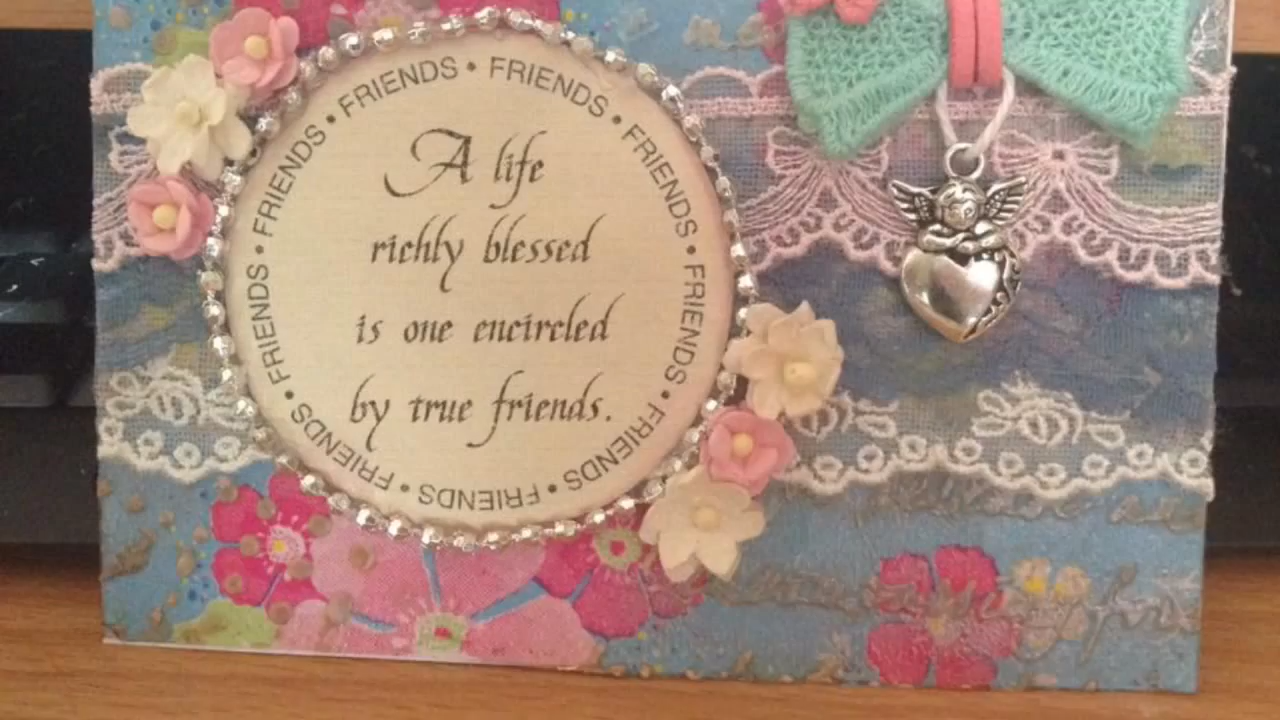 FRIENDS • FRIENDS • FRIENDS • FRIENDS • FRIENDS • FRIENDS • FRIENDS • FRIENDS • FRIENDS •
A life
richly blessed
is one encircled
by true friends.